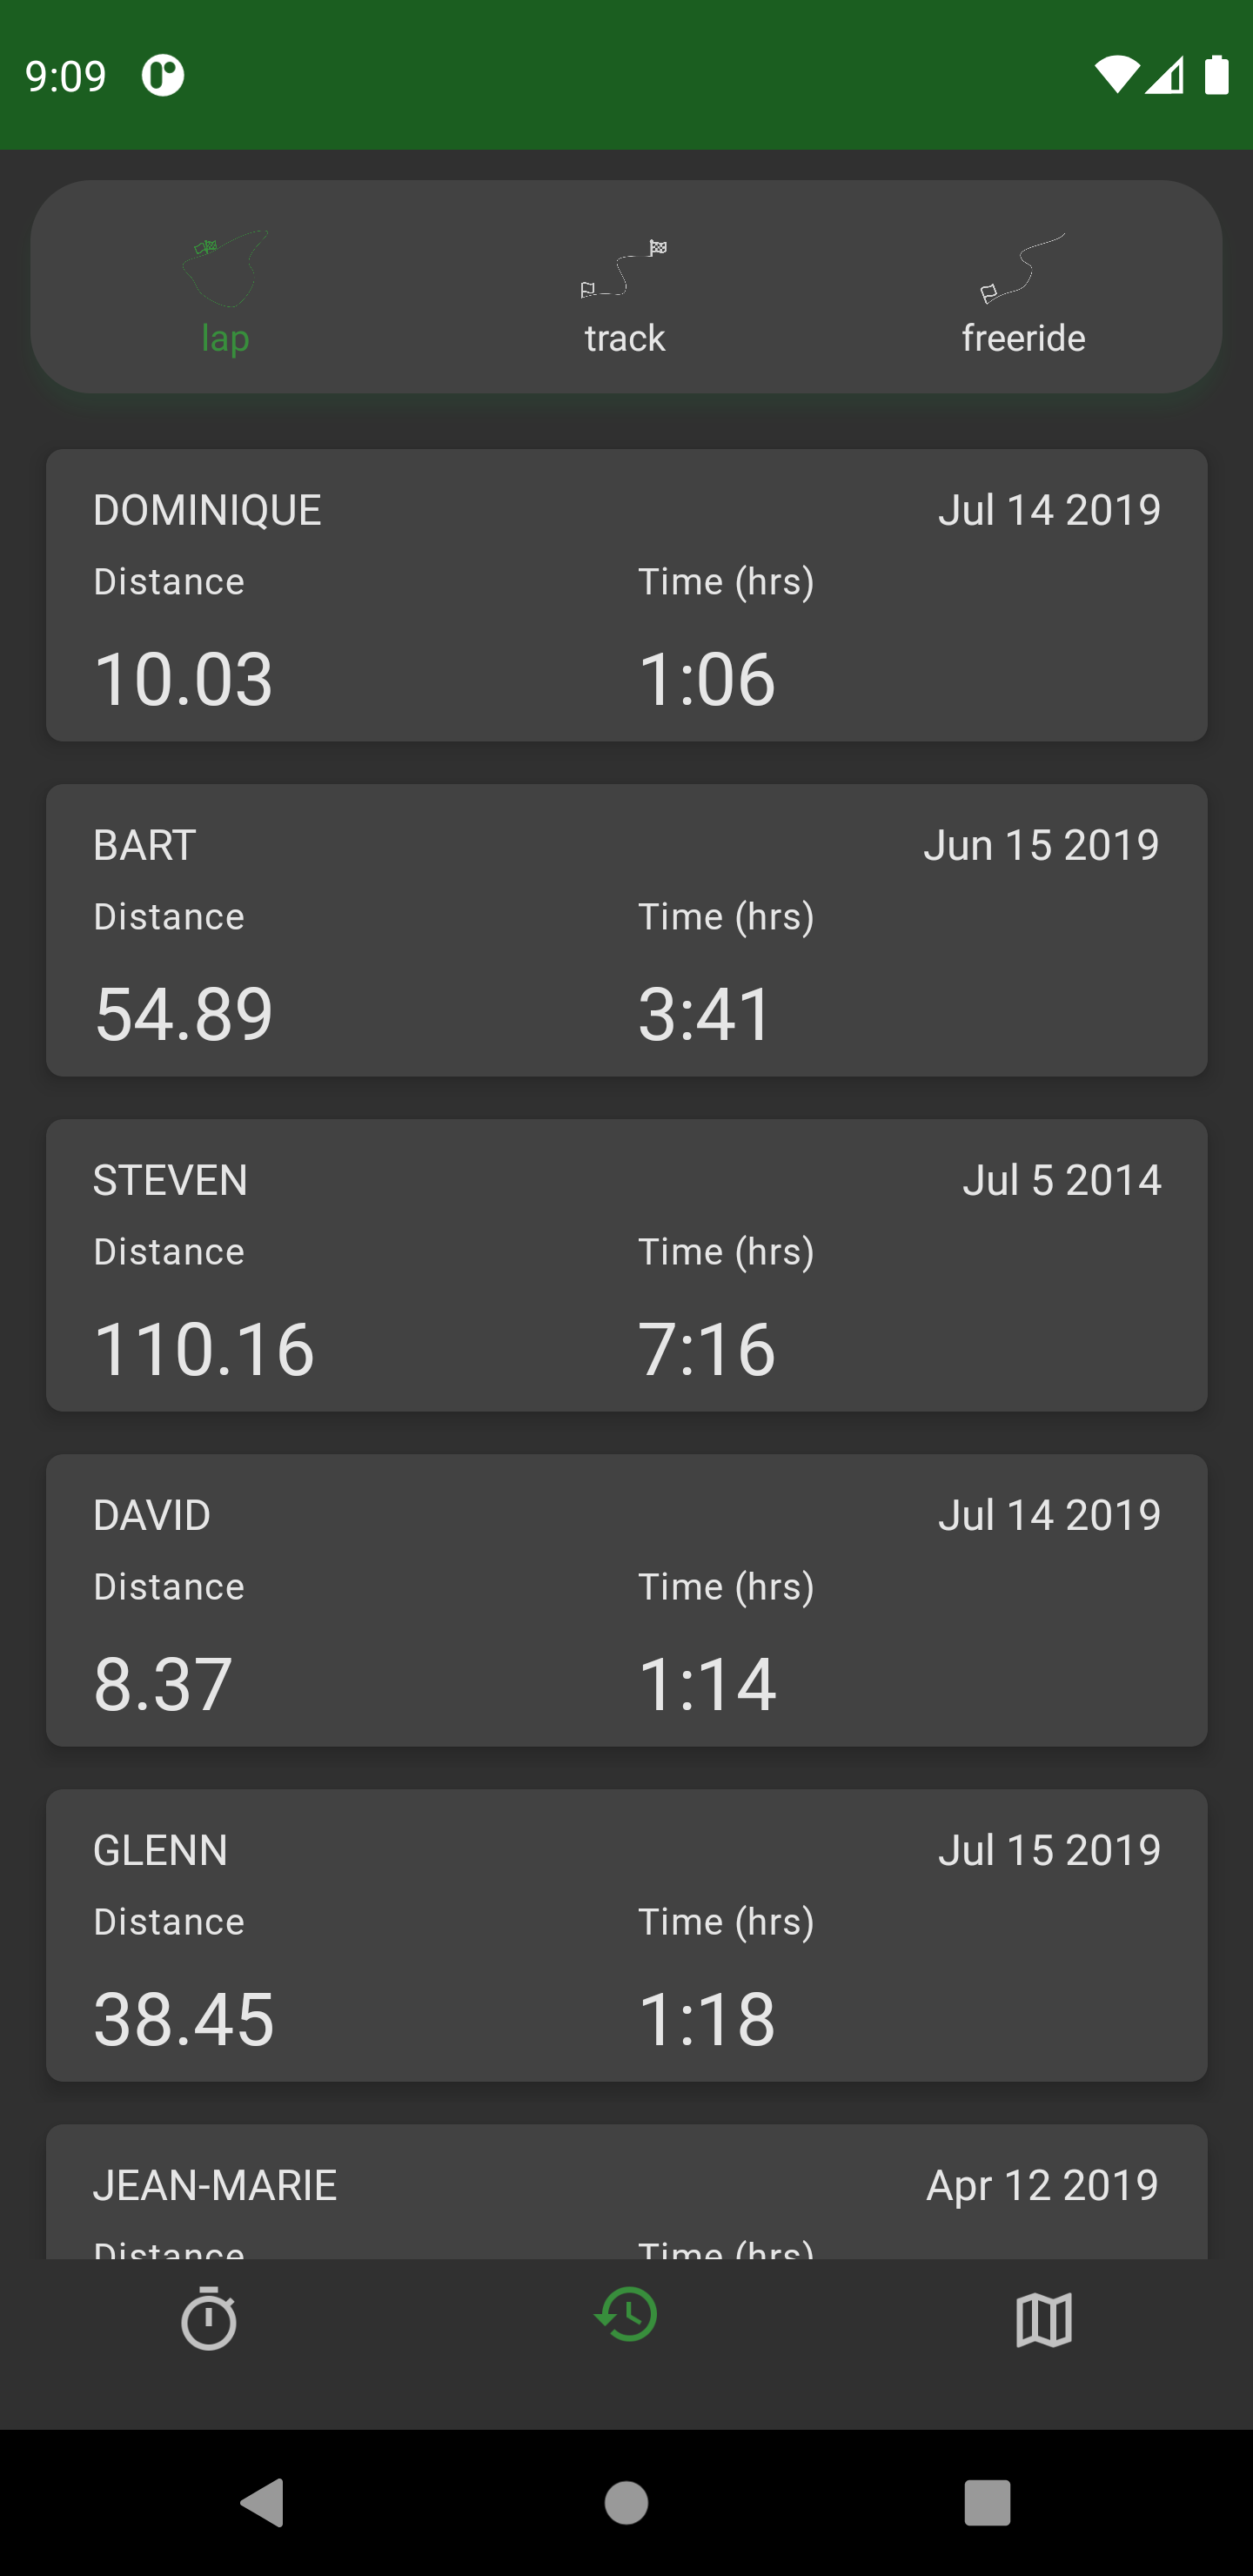 9:09
lap track freeride
DOMINIQUE Jul 14 2019
Distance Time (hrs)
10.03 1:06
BART Jun 15 2019
Distance Time (hrs)
54.89 3:41
STEVEN Jul 5 2014
Distance Time (hrs)
110.16 7:16
DAVID Jul 14 2019
Distance Time (hrs)
8.37 1:14
GLENN Jul 15 2019
Distance Time (hrs)
38.45 1:18
JEAN-MARIE Apr 12 2019
Distance Time (hrs)